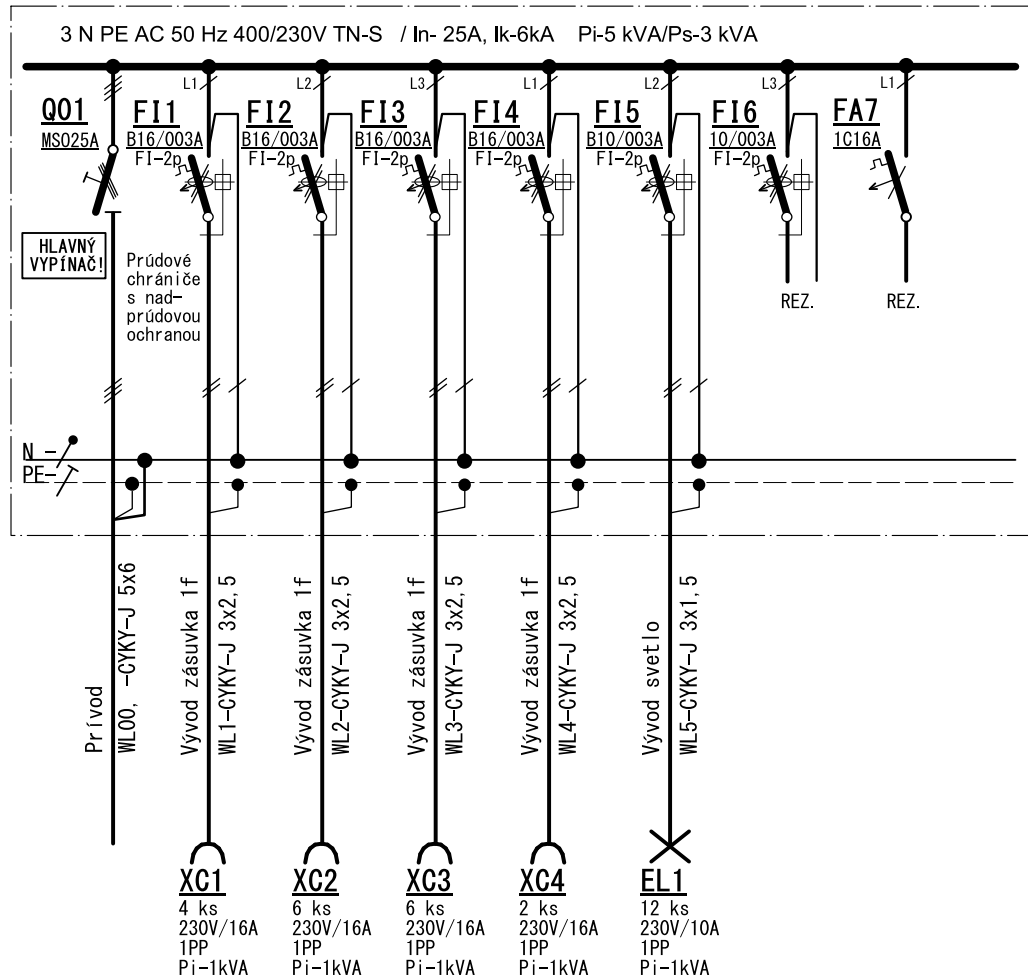 3 N PE AC 50 Hz 400/230V TN-S / In- 25A, Ik-6kA Pi-5 kVA/Ps-3 kVA
L1 L2 L3 L1 L2 L3 L1
Q01 FI1 FI2 FI3 FI4 FI5 FI6 FA7
MSO25A B16/003A B16/003A B16/003A B16/003A B10/003A 10/003A 1C16A
FI-2p FI-2p FI-2p FI-2p FI-2p FI-2p
HLAVNÝ
VYPÍNAČ!
Prúdové
chrániče
s nad-
prúdovou
ochranou
REZ. REZ.
N -
PE-
Prívod
WL00, -CYKY-J 5x6
Vývod zásuvka 1f
WL1-CYKY-J 3x2,5
Vývod zásuvka 1f
WL2-CYKY-J 3x2,5
Vývod zásuvka 1f
WL3-CYKY-J 3x2,5
Vývod zásuvka 1f
WL4-CYKY-J 3x2,5
Vývod svetlo
WL5-CYKY-J 3x1,5
XC1
4 ks
230V/16A
1PP
Pi-1kVA
XC2
6 ks
230V/16A
1PP
Pi-1kVA
XC3
6 ks
230V/16A
1PP
Pi-1kVA
XC4
2 ks
230V/16A
1PP
Pi-1kVA
EL1
12 ks
230V/10A
1PP
Pi-1kVA